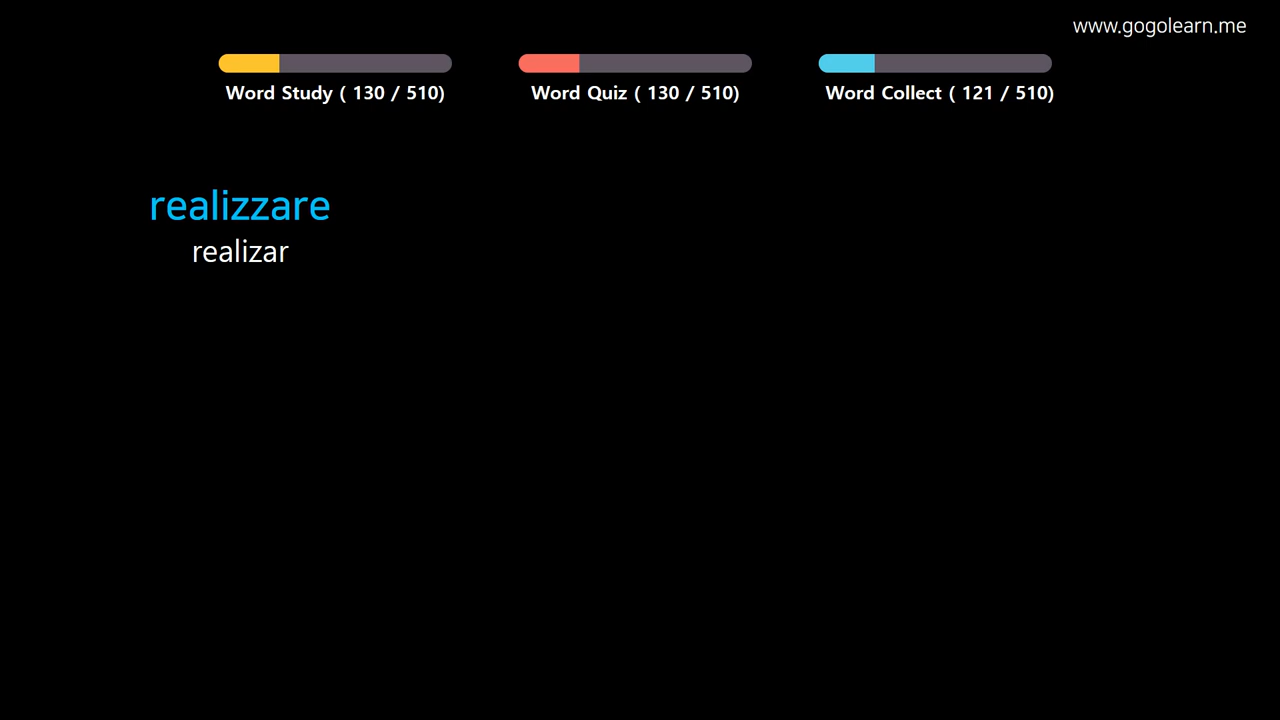 www.gogolearn.me
Word Study ( 130 / 510)
Word Quiz ( 130 / 510)
Word Collect ( 121 / 510)
realizzare
realizar